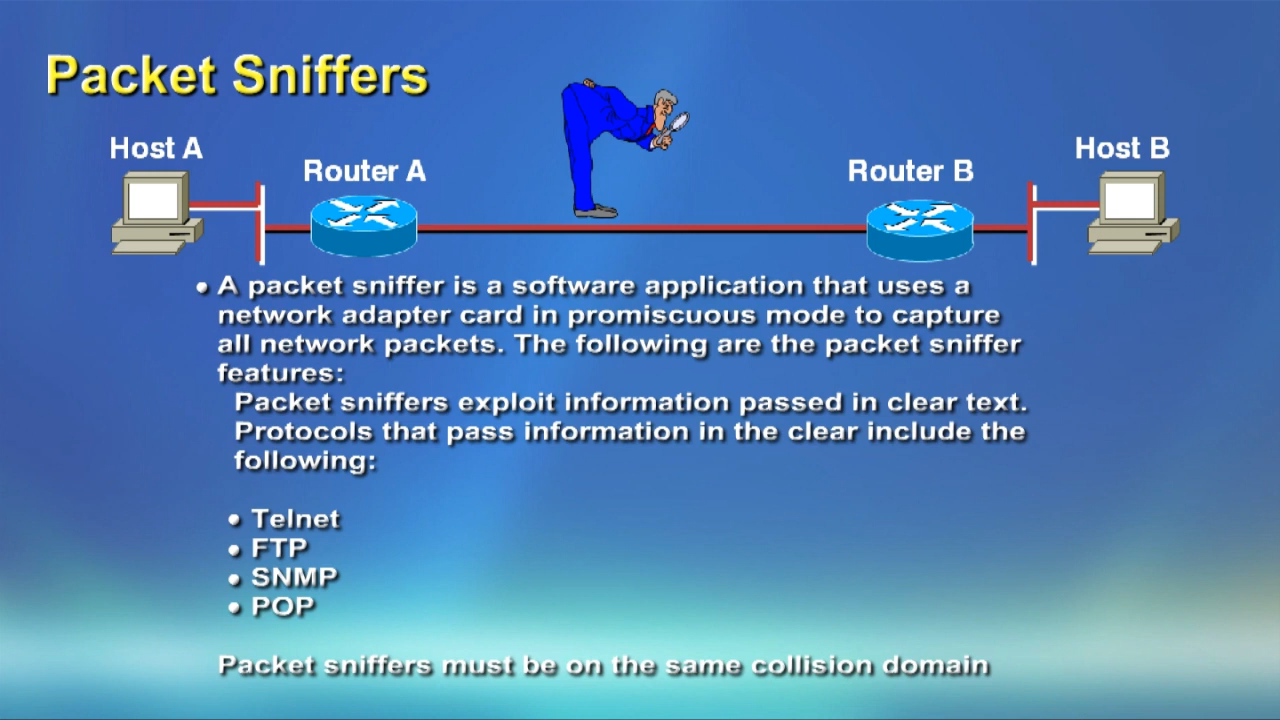 Packet Sniffers
Host A
Host B
Router A
Router B
• A packet sniffer is a software application that uses a
network adapter card in promiscuous mode to capture
all network packets. The following are the packet sniffer
features:
Packet sniffers exploit information passed in clear text.
Protocols that pass information in the clear include the
following:
• Telnet
• FTP
• SNMP
• POP
Packet sniffers must be on the same collision domain